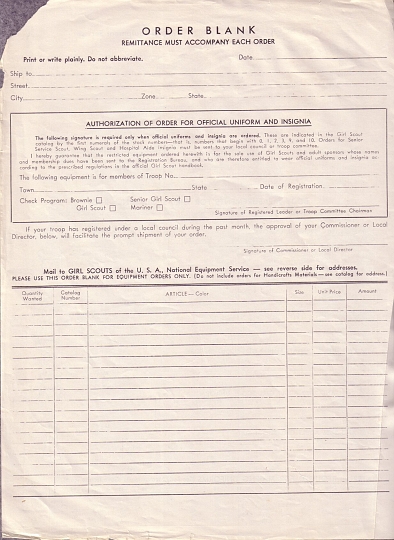 ORDER BLANK
REMITTANCE MUST ACCOMPANY EACH ORDER
Print or write plainly. Do not abbreviate. Date
Ship to
Street
City Zone State
AUTHORIZATION OF ORDER FOR OFFICIAL UNIFORM AND INSIGNIA
The following signature is required only when official uniforms and insignia are ordered. These are indicated in the Girl Scout
catalog by the first numerals of the stock numbers—that is, numbers that begin with 0, 1, 2, 3, 9, and 10. Orders for Senior
Service Scout, Wing Scout and Hospital Aide insignia must be sent to your local council or troop committee.
I hereby guarantee that the restricted equipment ordered herewith is for the sole use of Girl Scouts and adult sponsors whose names
and membership dues have been sent to the Registration Bureau, and who are therefore entitled to wear official uniforms and insignia ac-
cording to the prescribed regulations in the official Girl Scout handbook.
The following equipment is for members of Troop No.
Town State Date of Registration
Check Program: Brownie Senior Girl Scout
Girl Scout Mariner
Signature of Registered Leader or Troop Committee Chairman
If your troop has registered under a local council during the past month, the approval of your Commissioner or Local
Director, below, will facilitate the prompt shipment of your order.
Signature of Commissioner or Local Director
Mail to GIRL SCOUTS of the U. S. A., National Equipment Service — see reverse side for addresses.
PLEASE USE THIS ORDER BLANK FOR EQUIPMENT ORDERS ONLY. (Do not include orders for Handicrafts Materials—see catalog for address.)
Quantity Wanted Catalog Number ARTICLE — Color Size Unit Price Amount